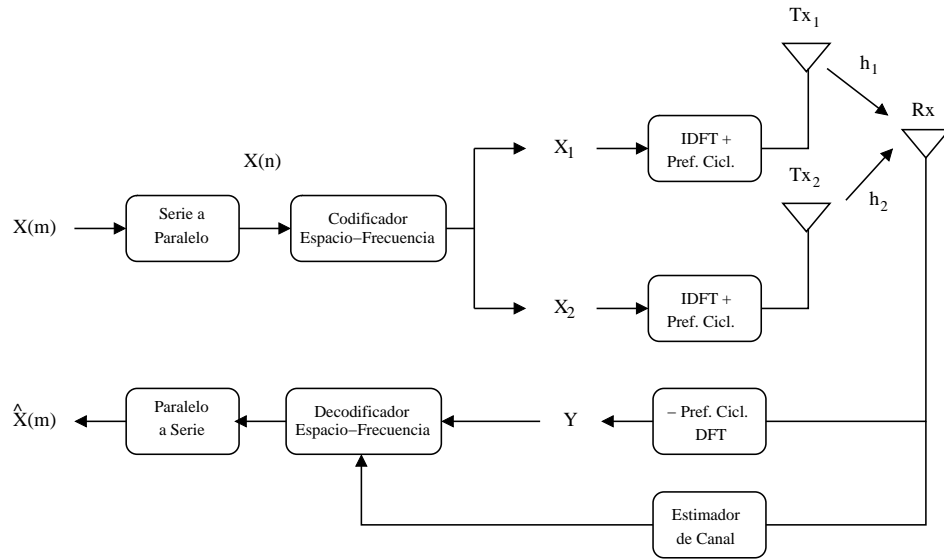 Tx1
h1
Rx
X(n)
X1
IDFT +
Pref. Cicl.
Tx2
h2
X(m)
Serie a
Paralelo
Codificador
Espacio−Frecuencia
X2
IDFT +
Pref. Cicl.
X̂(m)
Paralelo
a Serie
Decodificador
Espacio−Frecuencia
Y
− Pref. Cicl.
DFT
Estimador
de Canal